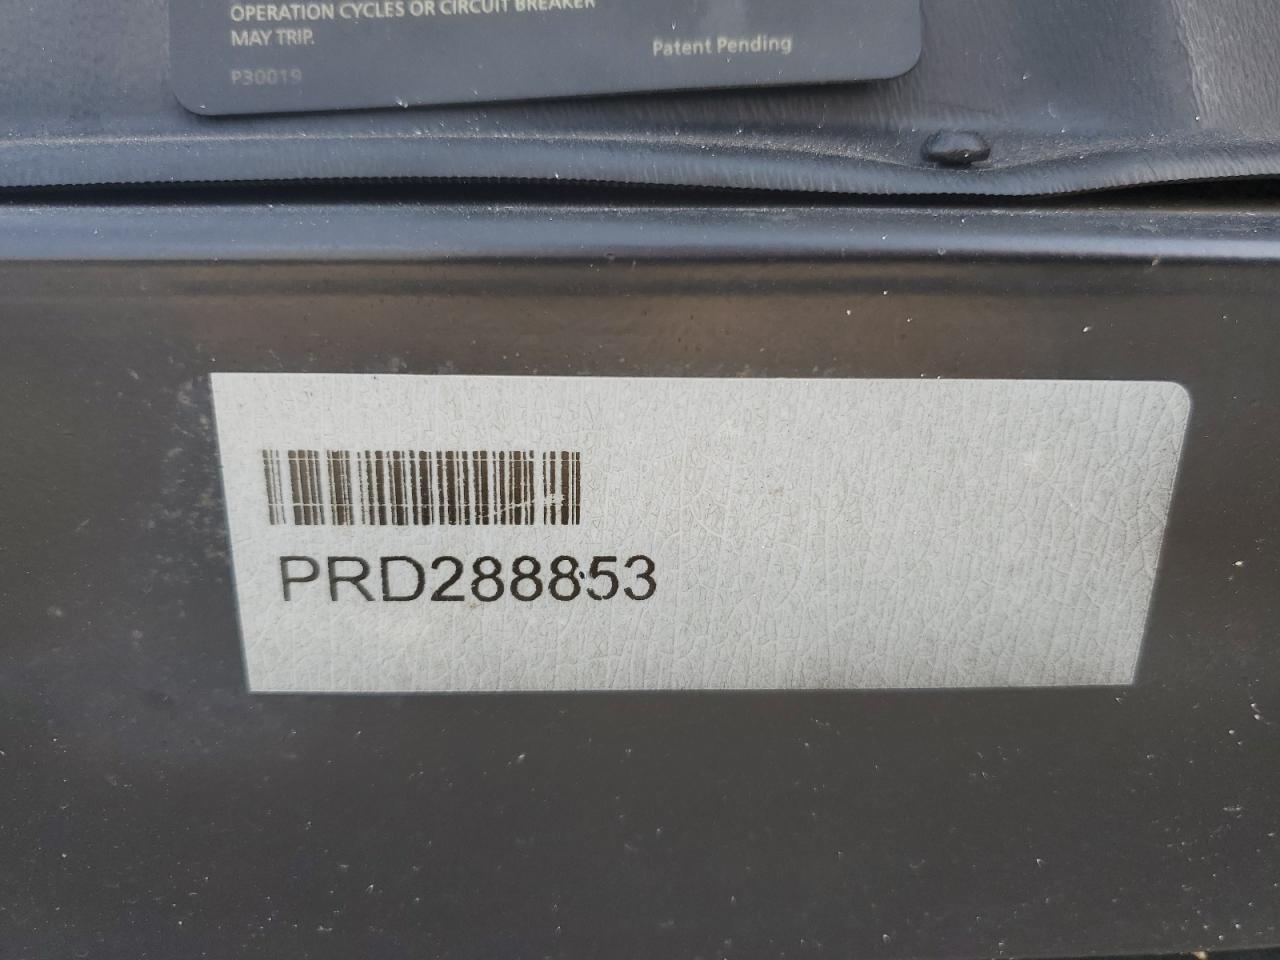 OPERATION CYCLES OR CIRCUIT BREAKER
MAY TRIP.
Patent Pending
P30019
PRD288853